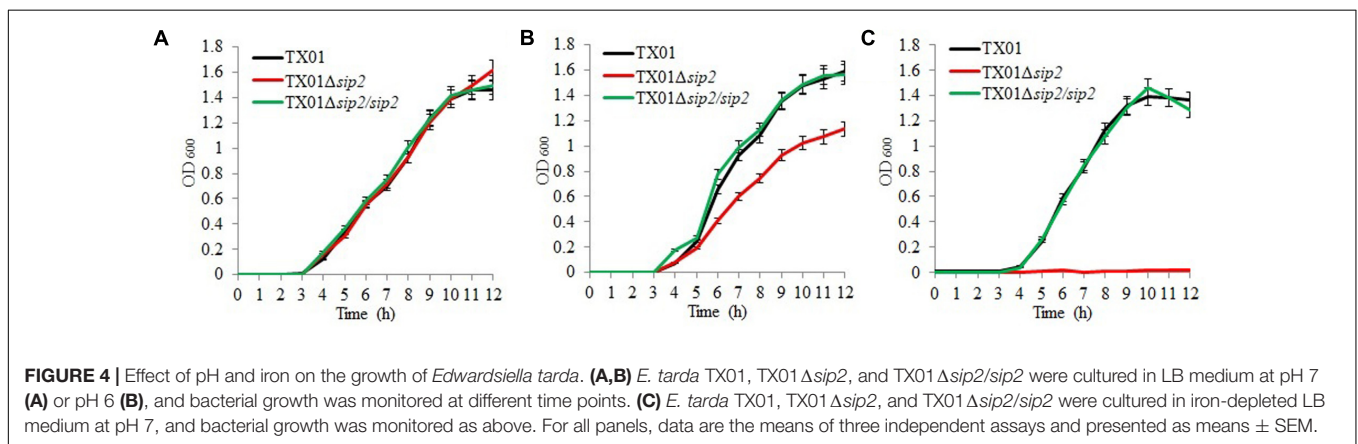 A
TX01
TX01Δsip2
TX01Δsip2/sip2
OD 600
1.8
1.6
1.4
1.2
1
0.8
0.6
0.4
0.2
0
0 1 2 3 4 5 6 7 8 9 10 11 12
Time (h)
B
TX01
TX01Δsip2
TX01Δsip2/sip2
OD 600
1.8
1.6
1.4
1.2
1
0.8
0.6
0.4
0.2
0
0 1 2 3 4 5 6 7 8 9 10 11 12
Time (h)
C
TX01
TX01Δsip2
TX01Δsip2/sip2
OD 600
1.8
1.6
1.4
1.2
1
0.8
0.6
0.4
0.2
0
0 1 2 3 4 5 6 7 8 9 10 11 12
Time (h)
FIGURE 4 | Effect of pH and iron on the growth of Edwardsiella tarda. (A,B) E. tarda TX01, TX01Δsip2, and TX01Δsip2/sip2 were cultured in LB medium at pH 7
(A) or pH 6 (B), and bacterial growth was monitored at different time points. (C) E. tarda TX01, TX01Δsip2, and TX01Δsip2/sip2 were cultured in iron-depleted LB
medium at pH 7, and bacterial growth was monitored as above. For all panels, data are the means of three independent assays and presented as means ± SEM.